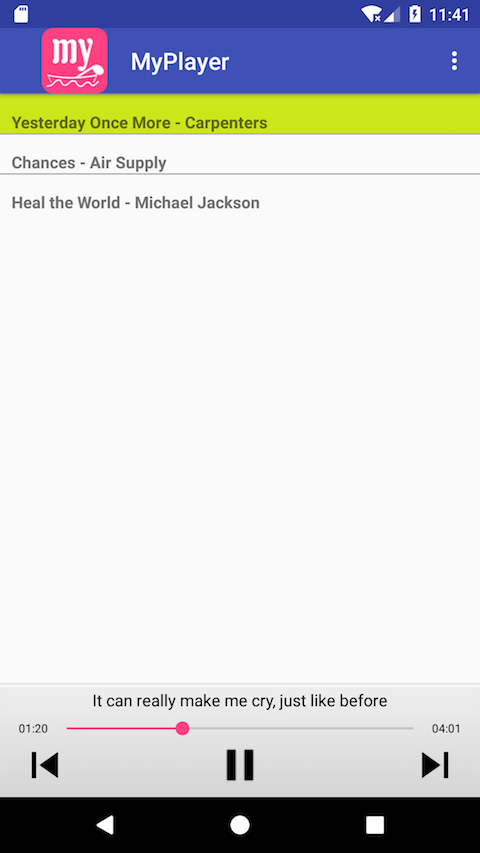 11:41
my
MyPlayer
Yesterday Once More - Carpenters
Chances - Air Supply
Heal the World - Michael Jackson
It can really make me cry, just like before
01:20
04:01